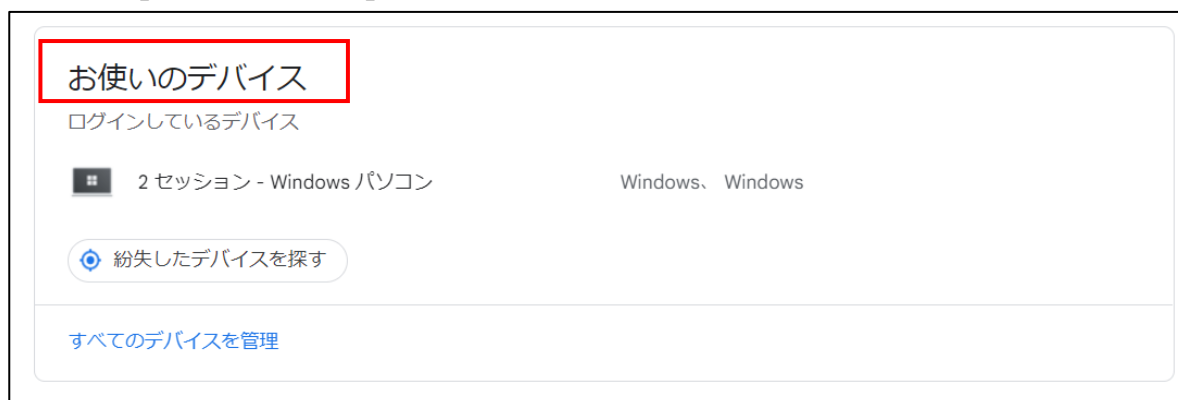 お使いのデバイス
ログインしているデバイス
2 セッション - Windows パソコン
Windows、 Windows
紛失したデバイスを探す
すべてのデバイスを管理